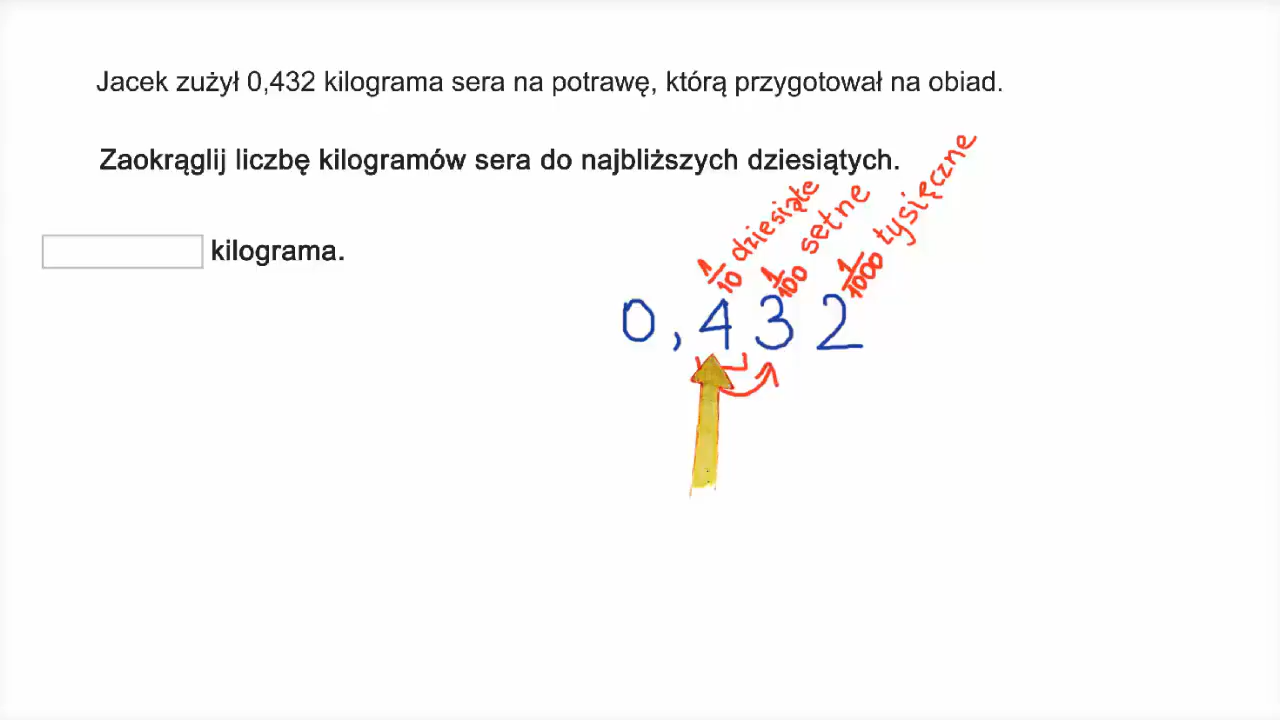 Jacek zużył 0,432 kilograma sera na potrawę, którą przygotował na obiad.
Zaokrąglij liczbę kilogramów sera do najbliższych dziesiątych.
kilograma.
1/10 dziesiąte
1/100 setne
1/1000 tysięczne
0,432